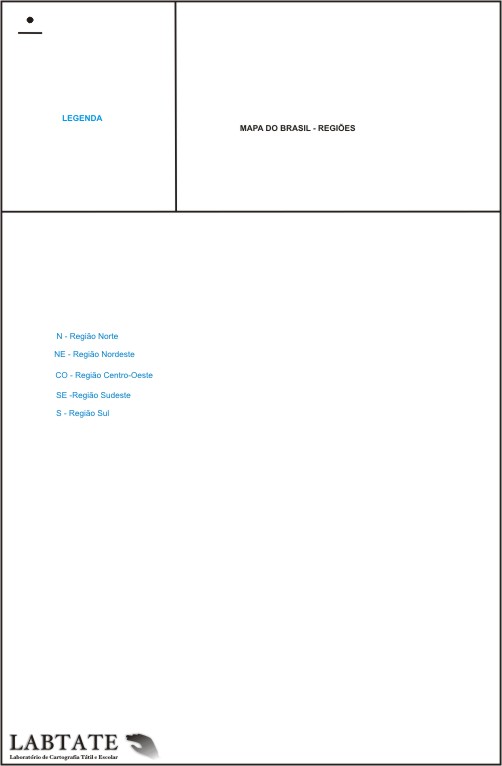 LEGENDA
MAPA DO BRASIL - REGIÕES
N - Região Norte
NE - Região Nordeste
CO - Região Centro-Oeste
SE -Região Sudeste
S - Região Sul
LABTATE
Laboratório de Cartografia Tátil e Escolar